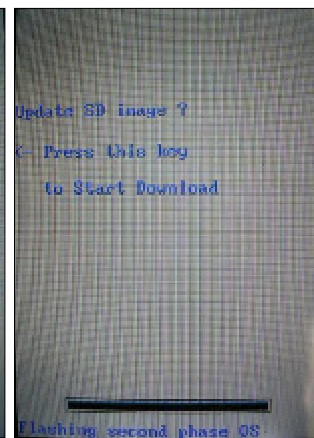 Update SD image ?
<- Press this key
to Start Download
Flashing second phase OS